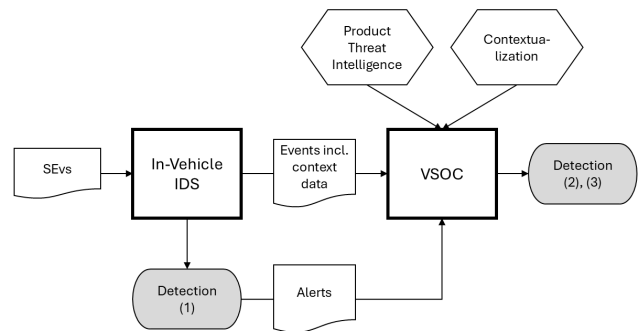 Product
Threat
Intelligence
Contextua-
lization
SEvs
In-Vehicle
IDS
Events incl.
context
data
VSOC
Detection
(2), (3)
Detection
(1)
Alerts